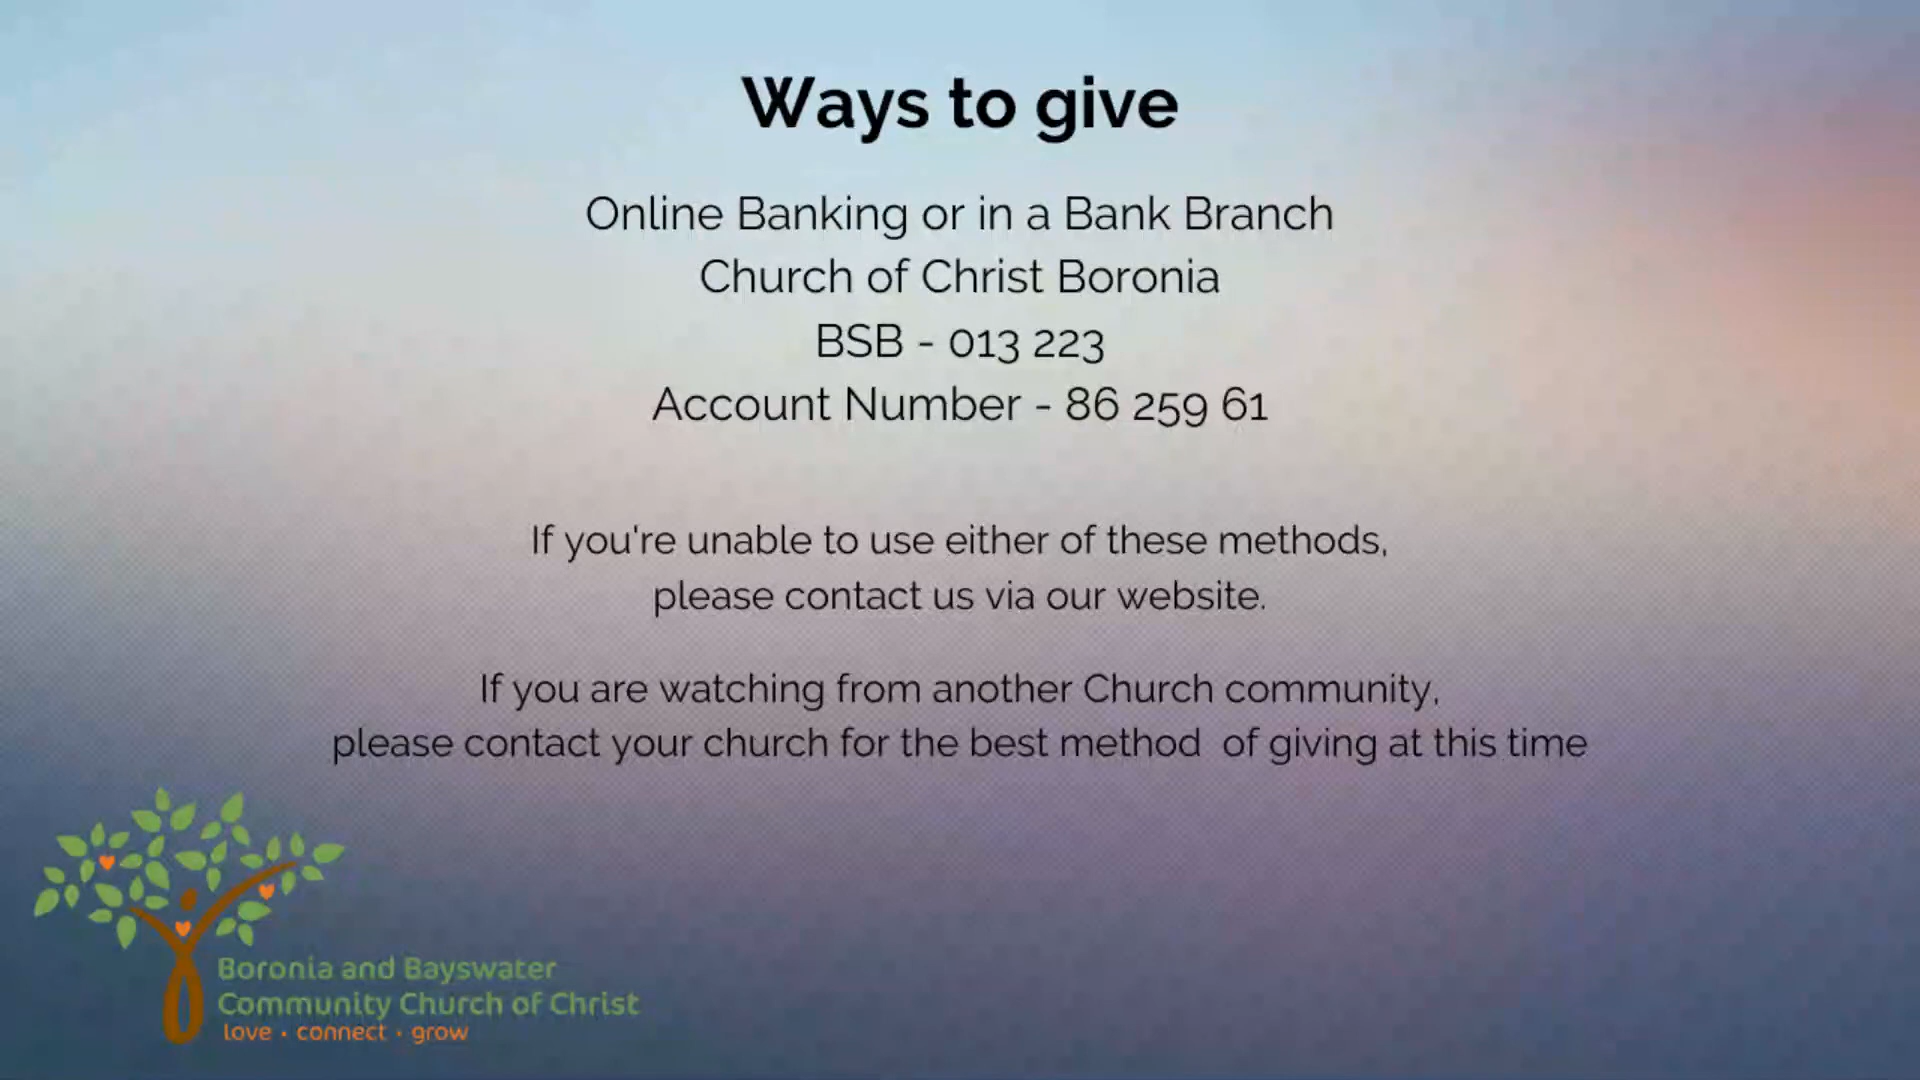 Ways to give
Online Banking or in a Bank Branch
Church of Christ Boronia
BSB - 013 223
Account Number - 86 259 61
If you're unable to use either of these methods,
please contact us via our website.
If you are watching from another Church community,
please contact your church for the best method  of giving at this time
Boronia and Bayswater
Community Church of Christ
love · connect · grow